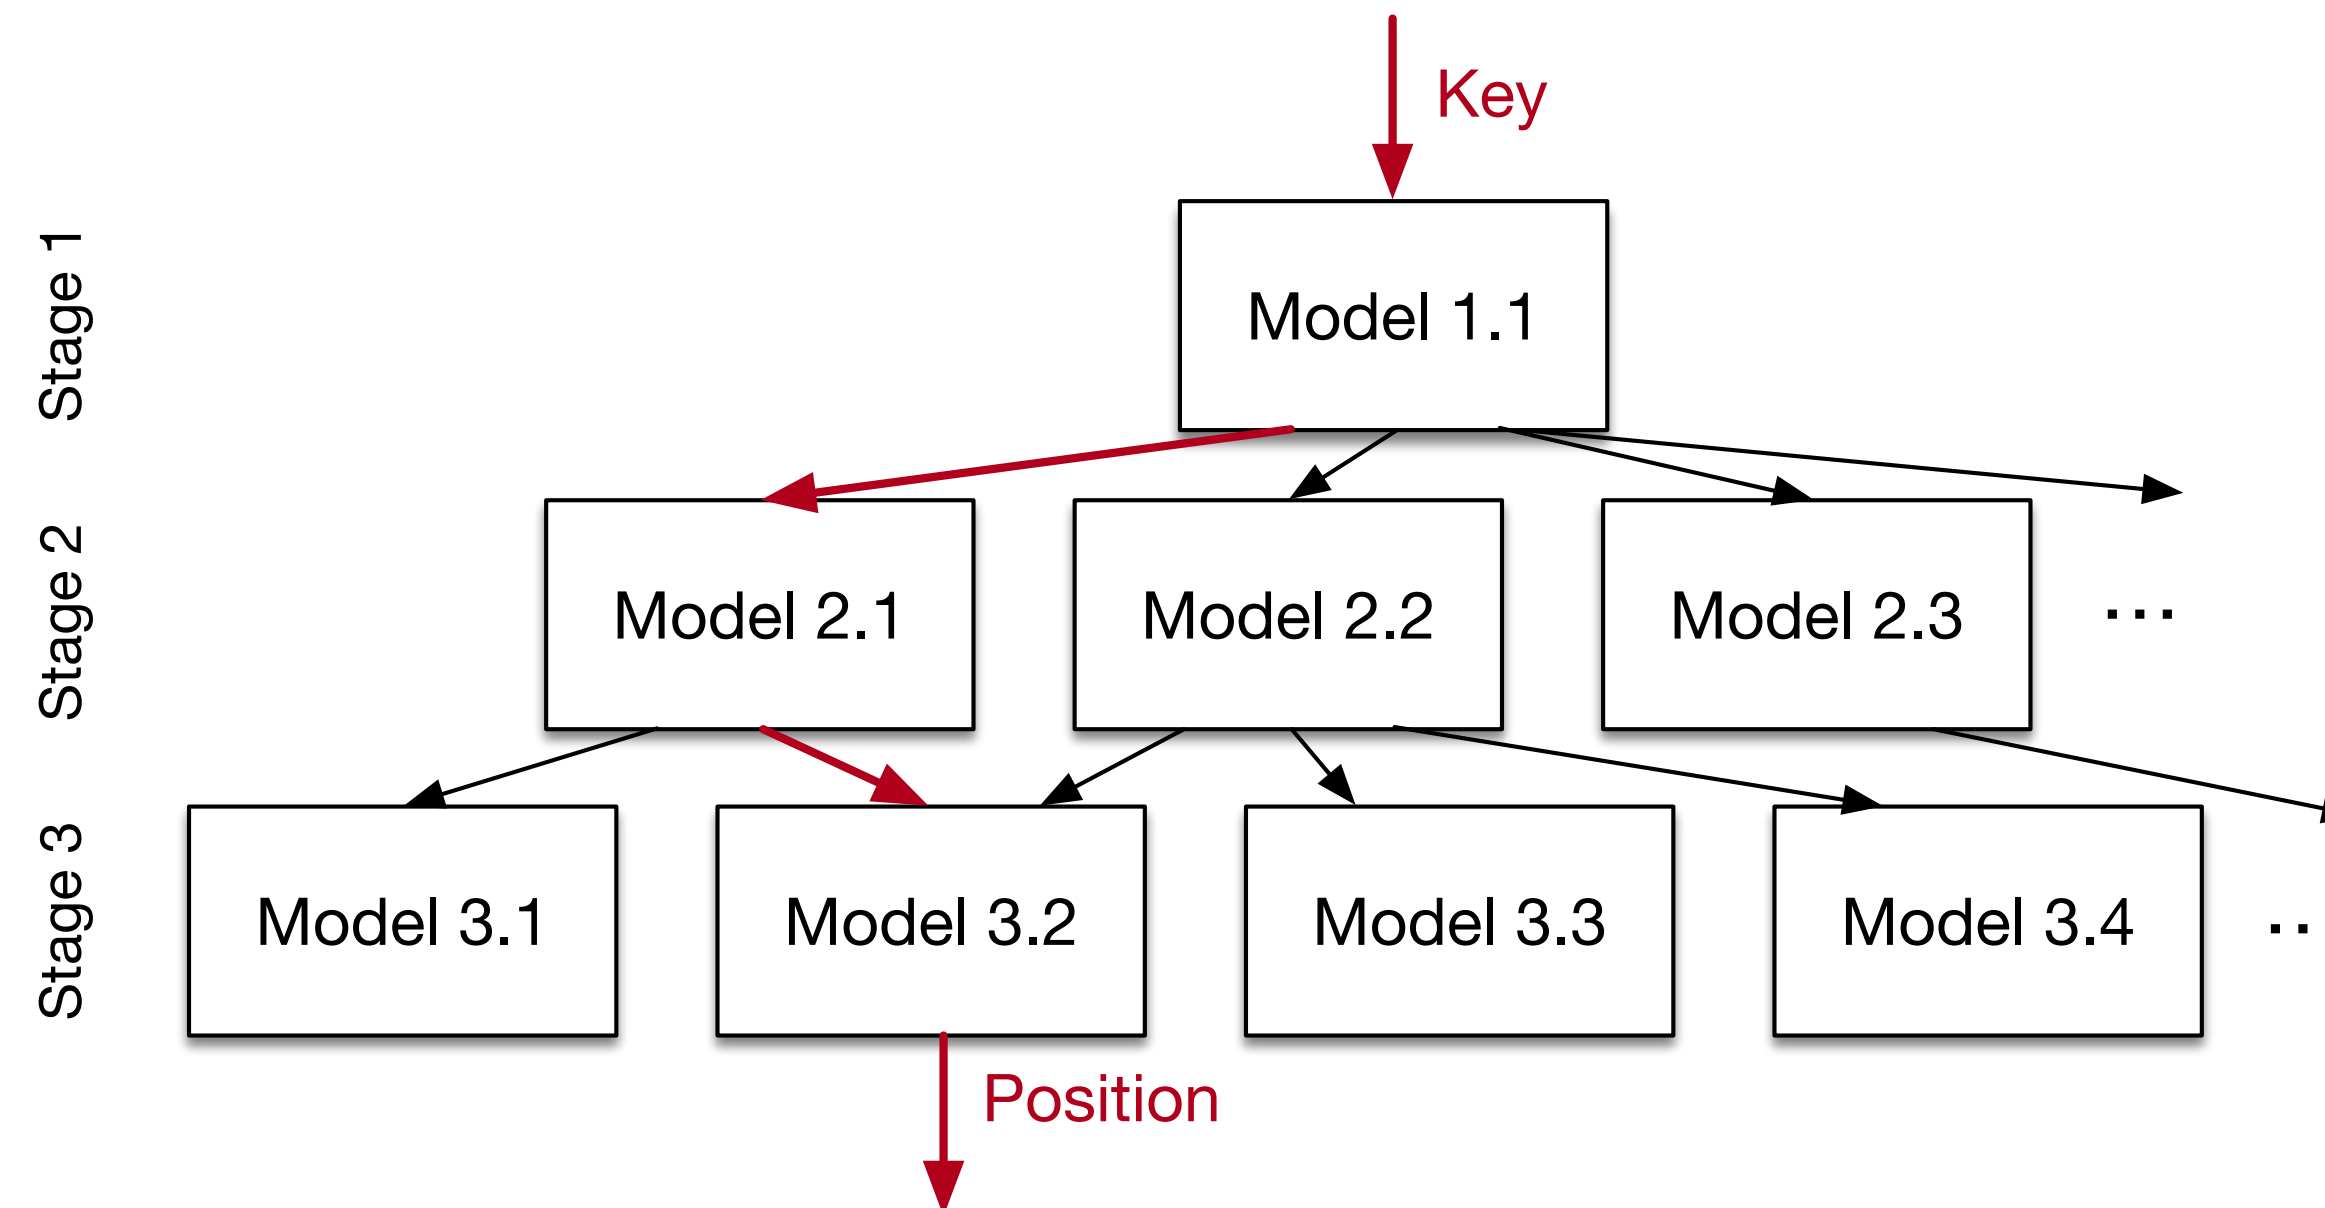 Key
Stage 1
Model 1.1
Stage 2
Model 2.1
Model 2.2
Model 2.3
...
Stage 3
Model 3.1
Model 3.2
Model 3.3
Model 3.4
..
Position